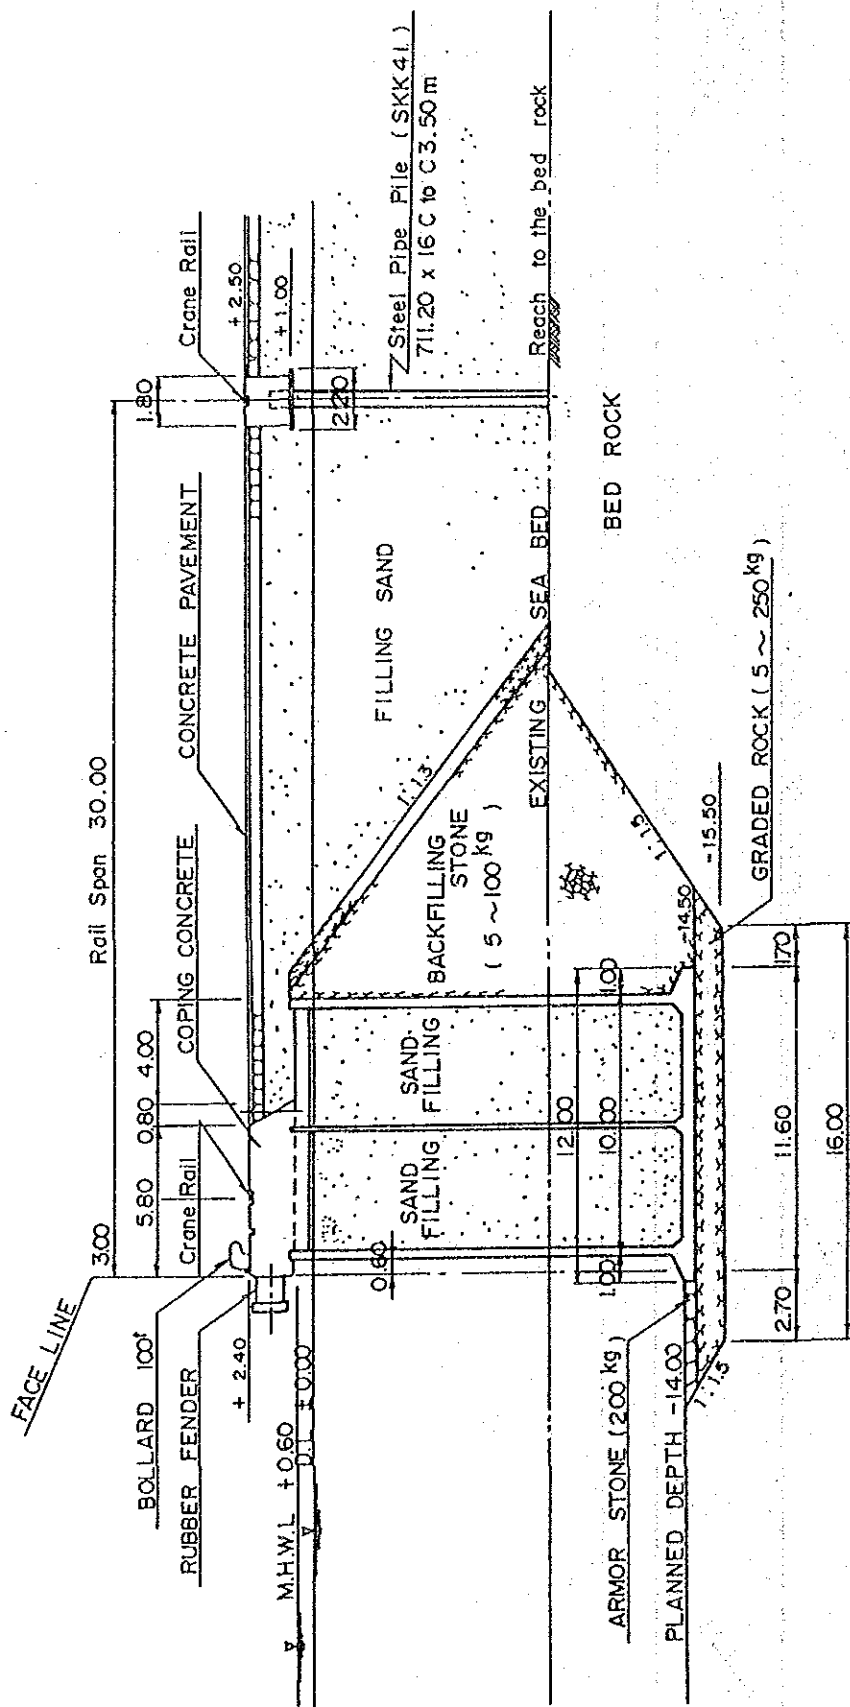 FACE LINE
Rail Span 30.00
3.00
5.80
0.80
4.00
1.80
BOLLARD 100t
RUBBER FENDER
Crane Rail
COPING CONCRETE
CONCRETE PAVEMENT
Crane Rail
+ 2.40
+ 2.50
+ 1.00
2.20
M.H.W.L + 0.60
D.L ± 0.00
0.60
SAND
FILLING
SAND
FILLING
BACKFILLING
STONE
( 5 ~ 100kg )
1:1.3
FILLING SAND
Steel Pipe Pile ( SKK 41. )
711.20 x 16 C to C 3.50 m
Reach to the bed rock
EXISTING SEA BED
BED ROCK
12.00
1.00
10.00
1.00
1:1.5
-14.50
-15.50
ARMOR STONE ( 200 kg )
PLANNED DEPTH -14.00
1:1.5
GRADED ROCK ( 5 ~ 250kg )
2.70
11.60
1.70
16.00